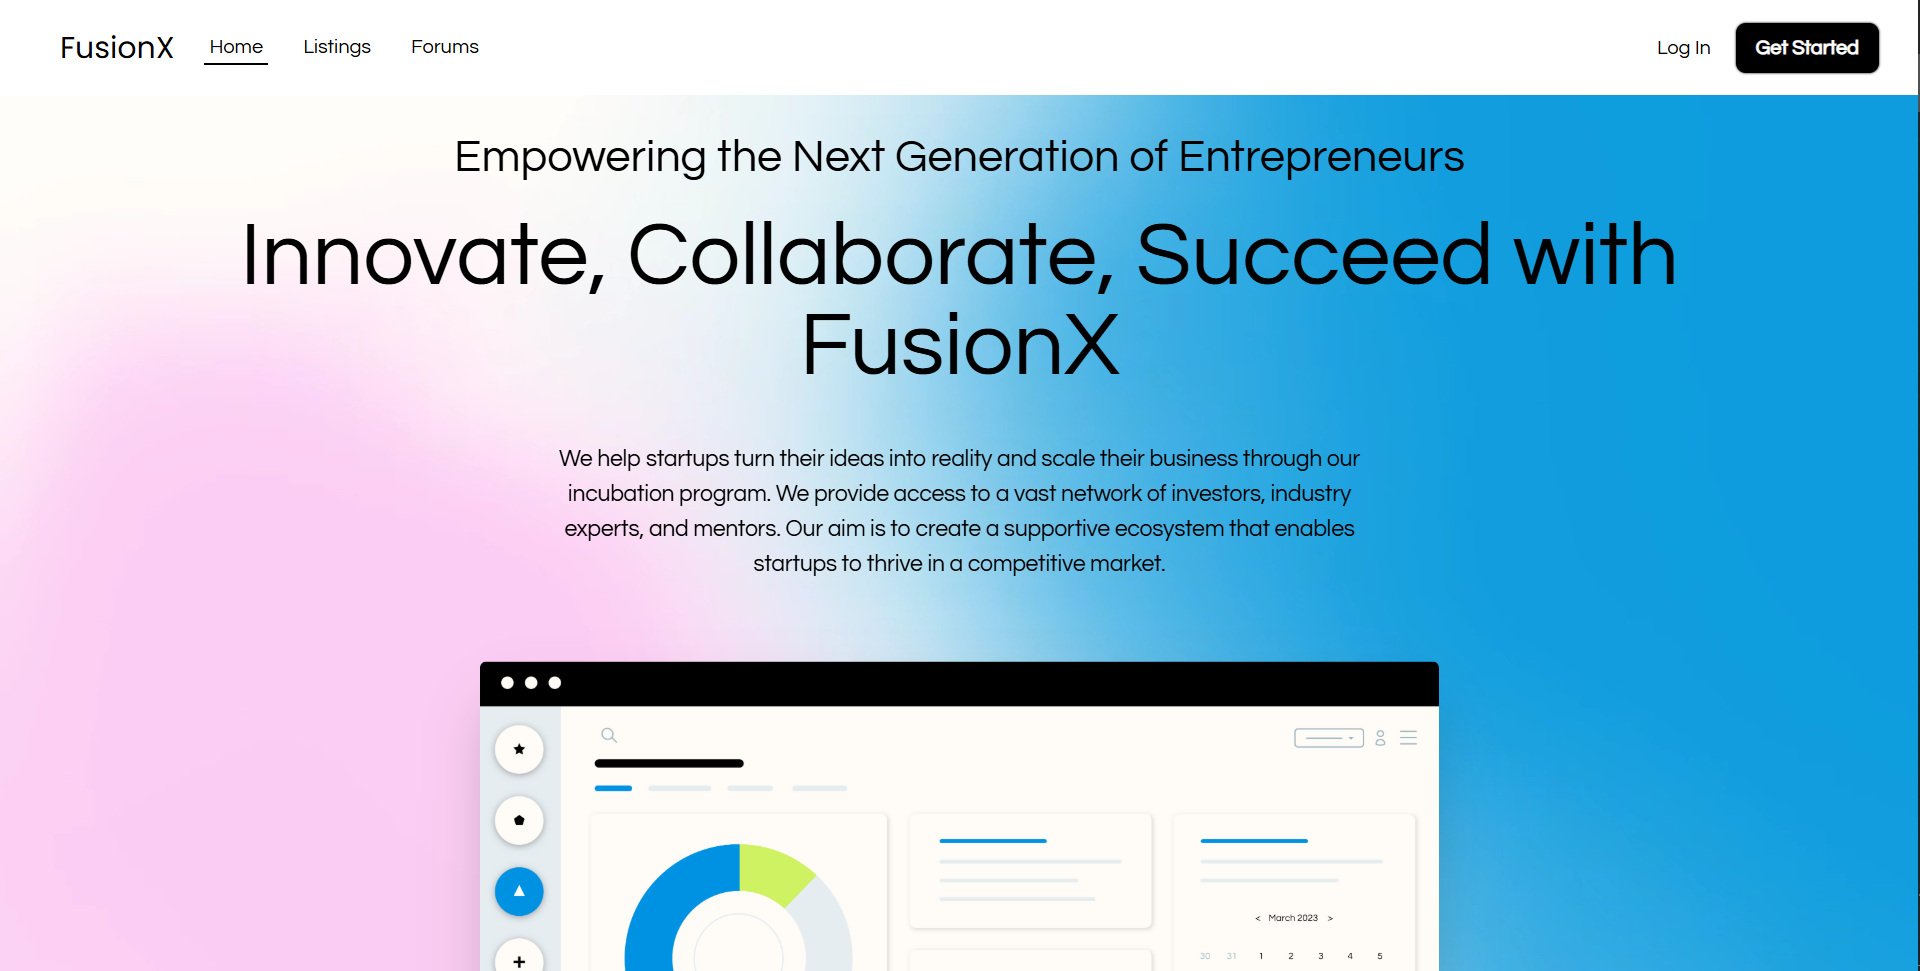 FusionX Home Listings Forums Log In Get Started
Empowering the Next Generation of Entrepreneurs
Innovate, Collaborate, Succeed with
FusionX
We help startups turn their ideas into reality and scale their business through our
incubation program. We provide access to a vast network of investors, industry
experts, and mentors. Our aim is to create a supportive ecosystem that enables
startups to thrive in a competitive market.
< March 2023 >
30 31 1 2 3 4 5